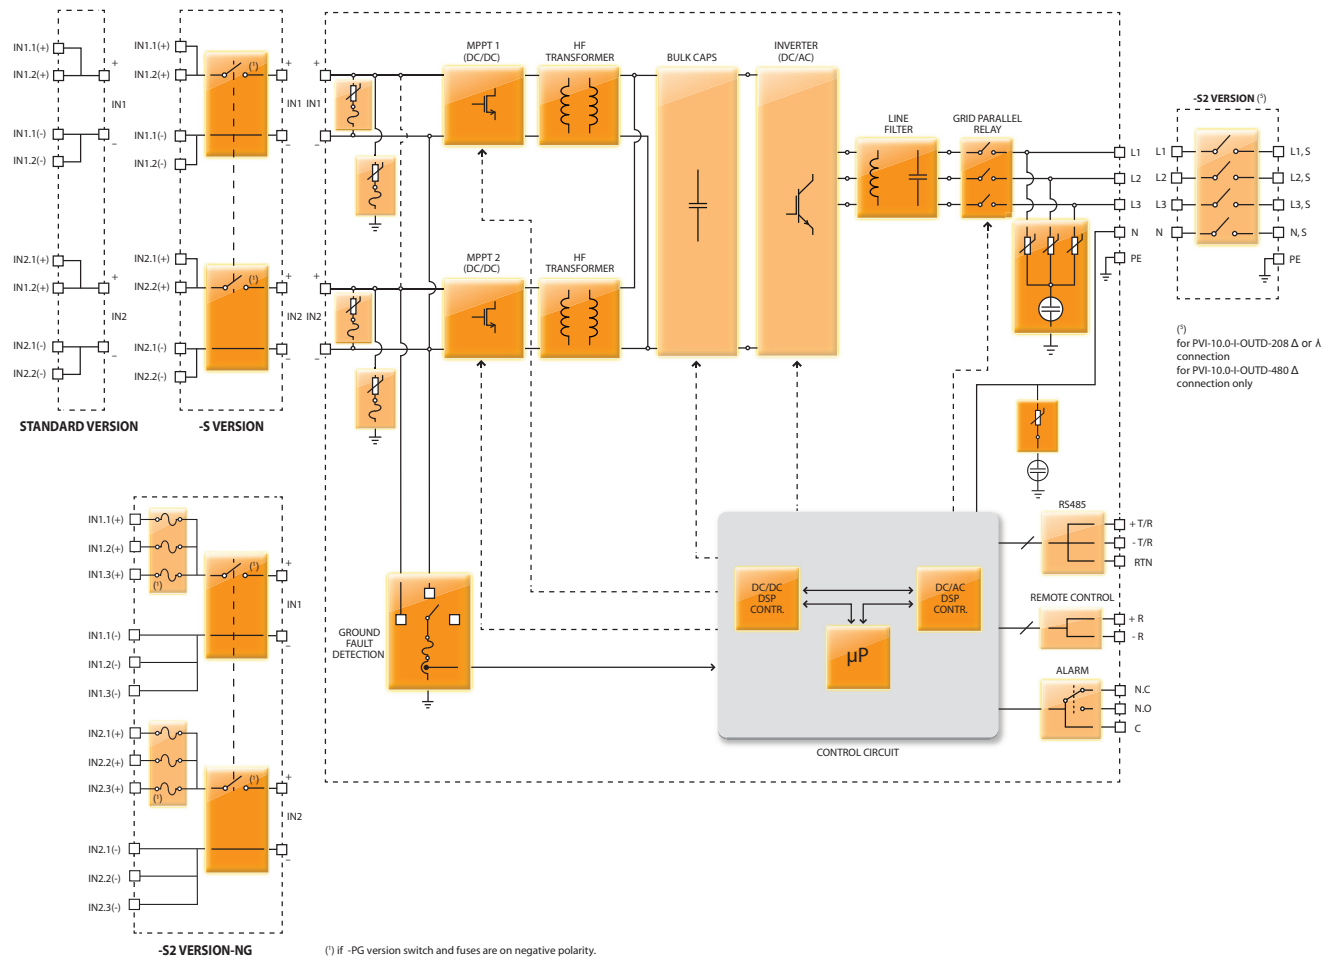 IN1.1(+)
IN1.2(+)
+
IN1
IN1.1(-)
IN1.2(-)
−
IN2.1(+)
IN1.2(+)
+
IN2
IN2.1(-)
IN2.2(-)
−
STANDARD VERSION
IN1.1(+)
IN1.2(+)
(¹)
+
IN1
IN1.1(-)
IN1.2(-)
−
IN2.1(+)
IN2.2(+)
(¹)
+
IN2
IN2.1(-)
IN2.2(-)
−
-S VERSION
+
IN1
−
+
IN2
−
MPPT 1
(DC/DC)
HF
TRANSFORMER
BULK CAPS
INVERTER
(DC/AC)
LINE
FILTER
GRID PARALLEL
RELAY
MPPT 2
(DC/DC)
HF
TRANSFORMER
L1
L2
L3
N
PE
-S2 VERSION (⁵)
L1
L2
L3
N
L1, S
L2, S
L3, S
N, S
PE
(⁵)
for PVI-10.0-I-OUTD-208 Δ or ⅄
connection
for PVI-10.0-I-OUTD-480 Δ
connection only
GROUND
FAULT
DETECTION
DC/DC
DSP
CONTR.
DC/AC
DSP
CONTR.
µP
CONTROL CIRCUIT
RS485
+ T/R
- T/R
RTN
REMOTE CONTROL
+ R
- R
ALARM
N.C
N.O
C
IN1.1(+)
IN1.2(+)
IN1.3(+)
(¹)
(¹)
+
IN1
IN1.1(-)
−
IN1.2(-)
IN1.3(-)
IN2.1(+)
IN2.2(+)
IN2.3(+)
(¹)
(¹)
+
IN2
IN2.1(-)
−
IN2.2(-)
IN2.3(-)
-S2 VERSION-NG
(¹) if -PG version switch and fuses are on negative polarity.